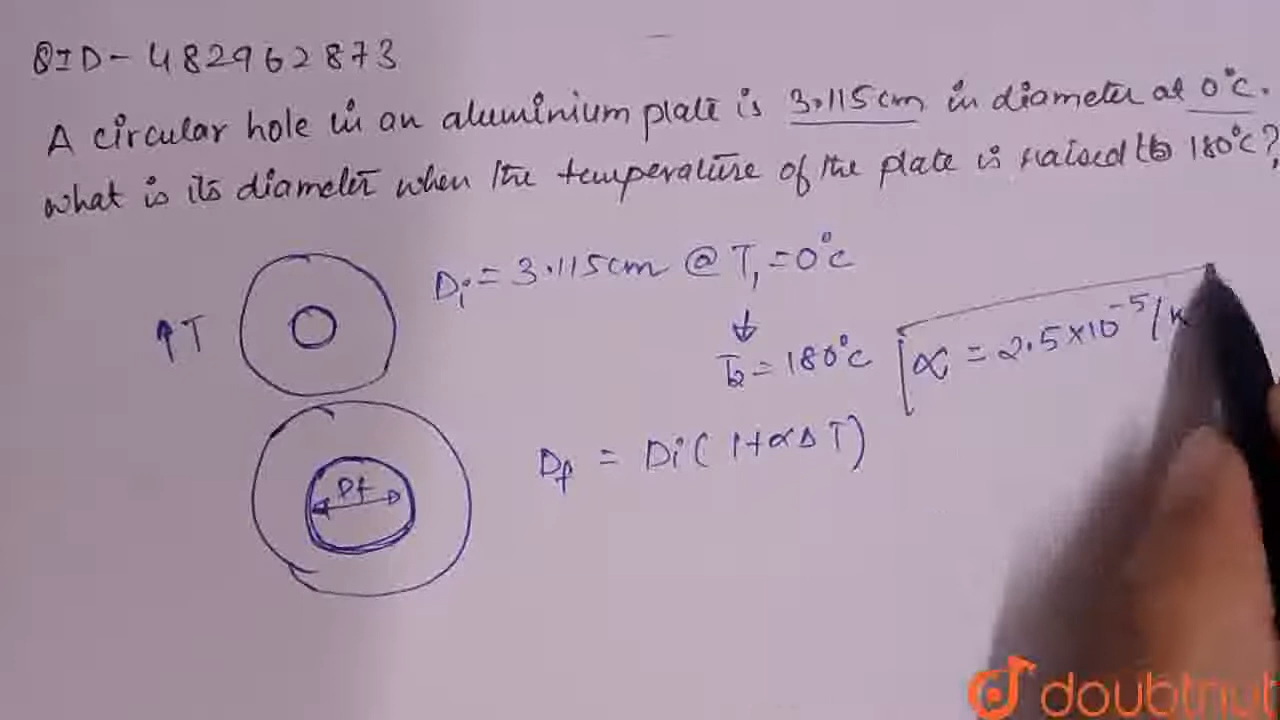 QID- 482962873
A circular hole in an aluminium plate is 3.115cm in diameter at 0°C.
what is its diameter when the temperature of the plate is raised to 180°C?
Di = 3.115cm @ T1 = 0°C
↑T
↓
T2 = 180°C
α = 2.5×10⁻⁵/K
Df = Di(1+αΔT)
Df
doubtnut